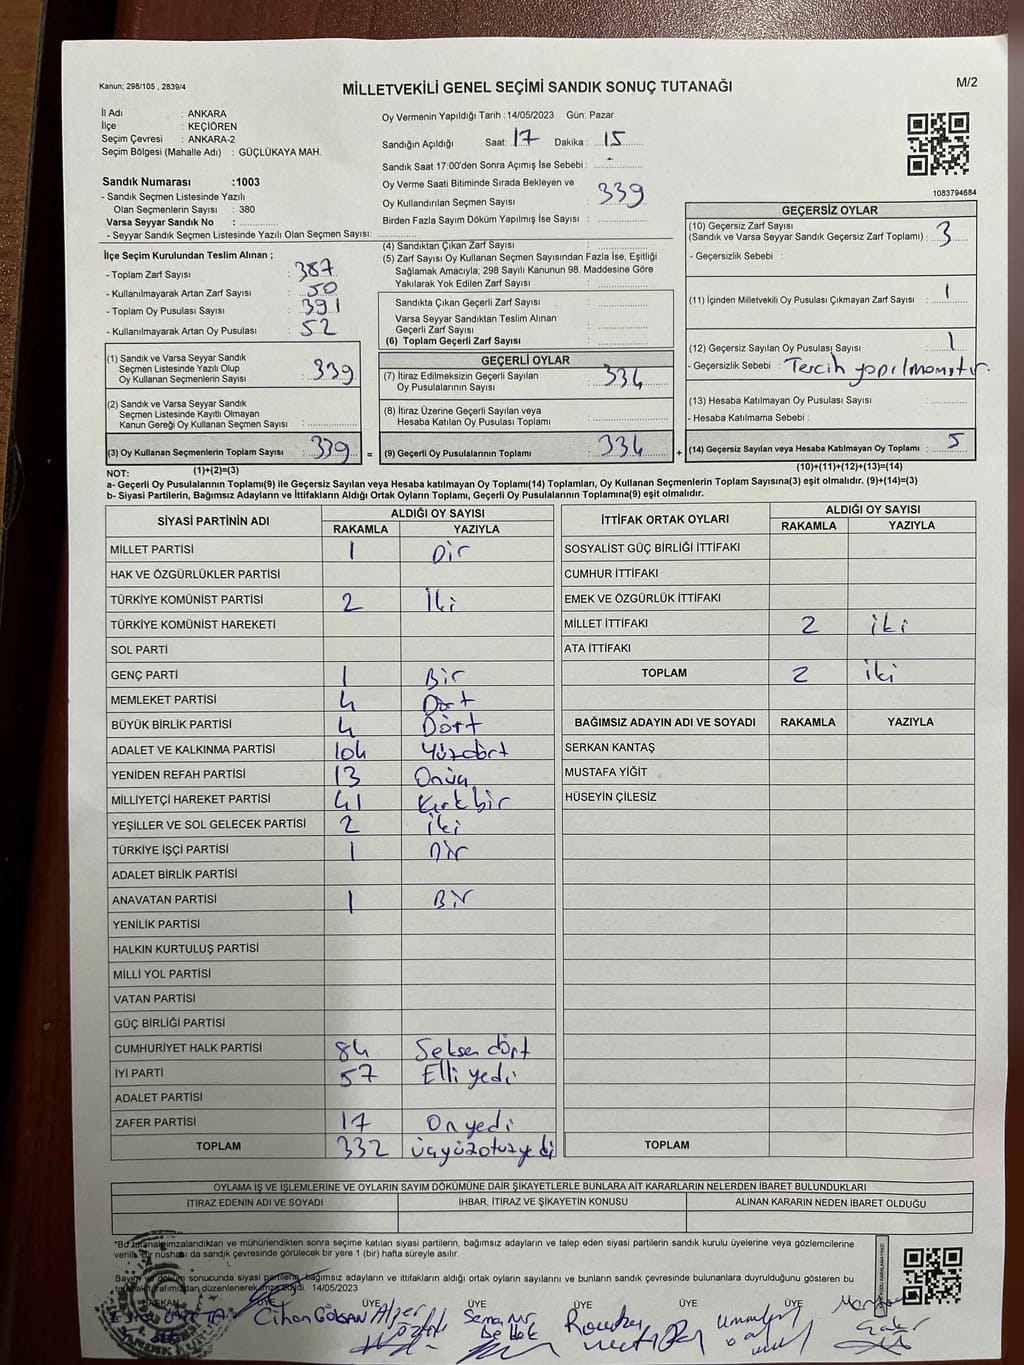 Kanun; 298/105 , 2839/4
MİLLETVEKİLİ GENEL SEÇİMİ SANDIK SONUÇ TUTANAĞI
M/2
İl Adı : ANKARA
İlçe : KEÇİÖREN
Seçim Çevresi : ANKARA-2
Seçim Bölgesi (Mahalle Adı) : GÜÇLÜKAYA MAH.
Sandık Numarası :1003
- Sandık Seçmen Listesinde Yazılı
Olan Seçmenlerin Sayısı : 380
Varsa Seyyar Sandık No :
- Seyyar Sandık Seçmen Listesinde Yazılı Olan Seçmen Sayısı:
Oy Vermenin Yapıldığı Tarih :14/05/2023 Gün: Pazar
Sandığın Açıldığı Saat: 17 Dakika : 15
Sandık Saat 17:00'den Sonra Açımış İse Sebebi : -
Oy Verme Saati Bitiminde Sırada Bekleyen ve
Oy Kullandırılan Seçmen Sayısı : 339
Birden Fazla Sayım Döküm Yapılmış İse Sayısı :
1083794684
İlçe Seçim Kurulundan Teslim Alınan ;
- Toplam Zarf Sayısı : 387
- Kullanılmayarak Artan Zarf Sayısı : 50
- Toplam Oy Pusulası Sayısı : 391
- Kullanılmayarak Artan Oy Pusulası : 52
(1) Sandık ve Varsa Seyyar Sandık
Seçmen Listesinde Yazılı Olup
Oy Kullanan Seçmenlerin Sayısı : 339
(2) Sandık ve Varsa Seyyar Sandık
Seçmen Listesinde Kayıtlı Olmayan
Kanun Gereği Oy Kullanan Seçmen Sayısı :
(3) Oy Kullanan Seçmenlerin Toplam Sayısı : 339 =
(4) Sandıktan Çıkan Zarf Sayısı :
(5) Zarf Sayısı Oy Kullanan Seçmen Sayısından Fazla İse, Eşitliği
Sağlamak Amacıyla, 298 Sayılı Kanunun 98. Maddesine Göre
Yakılarak Yok Edilen Zarf Sayısı :
Sandıkta Çıkan Geçerli Zarf Sayısı :
Varsa Seyyar Sandıktan Teslim Alınan
Geçerli Zarf Sayısı :
(6) Toplam Geçerli Zarf Sayısı :
GEÇERLİ OYLAR
(7) İtiraz Edilmeksizin Geçerli Sayılan
Oy Pusulalarının Sayısı : 334
(8) İtiraz Üzerine Geçerli Sayılan veya
Hesaba Katılan Oy Pusulası Toplamı :
(9) Geçerli Oy Pusulalarının Toplamı : 334 +
GEÇERSİZ OYLAR
(10) Geçersiz Zarf Sayısı
(Sandık ve Varsa Seyyar Sandık Geçersiz Zarf Toplamı) : 3
- Geçersizlik Sebebi :
(11) İçinden Milletvekili Oy Pusulası Çıkmayan Zarf Sayısı : 1
(12) Geçersiz Sayılan Oy Pusulası Sayısı : 1
- Geçersizlik Sebebi : Tercih yapılmamıştır.
(13) Hesaba Katılmayan Oy Pusulası Sayısı :
- Hesaba Katılmama Sebebi :
(14) Geçersiz Sayılan veya Hesaba Katılmayan Oy Toplamı : 5
NOT: (1)+(2)=(3)
(10)+(11)+(12)+(13)=(14)
a- Geçerli Oy Pusulasının Toplamı(9) ile Geçersiz Sayılan veya Hesaba Katılmayan oy Toplamı(14) Toplamları, Oy Kullanan Seçmenlerin Toplam Sayısına(3) eşit olmalıdır. (9)+(14)=(3)
b- Siyasi Partilerin, Bağımsız Adayların ve İttifakların Aldığı Ortak Oyların Toplamı, Geçerli Oy Pusulalarının Toplamına(9) eşit olmalıdır.
SİYASİ PARTİNİN ADI ALDIĞI OY SAYISI
RAKAMLA YAZIYLA
MİLLET PARTİSİ 1 Bir
HAK VE ÖZGÜRLÜKLER PARTİSİ
TÜRKİYE KOMÜNİST PARTİSİ 2 İki
TÜRKİYE KOMÜNİST HAREKETİ
SOL PARTİ
GENÇ PARTİ 1 Bir
MEMLEKET PARTİSİ 4 Dört
BÜYÜK BİRLİK PARTİSİ 4 Dört
ADALET VE KALKINMA PARTİSİ 104 Yüzdört
YENİDEN REFAH PARTİSİ 13 Onüç
MİLLİYETÇİ HAREKET PARTİSİ 41 Kırkbir
YEŞİLLER VE SOL GELECEK PARTİSİ 2 iki
TÜRKİYE İŞÇİ PARTİSİ 1 Bir
ADALET BİRLİK PARTİSİ
ANAVATAN PARTİSİ 1 Bir
YENİLİK PARTİSİ
HALKIN KURTULUŞ PARTİSİ
MİLLİ YOL PARTİSİ
VATAN PARTİSİ
GÜÇ BİRLİĞİ PARTİSİ
CUMHURİYET HALK PARTİSİ 84 Seksen dört
İYİ PARTİ 57 Elli yedi
ADALET PARTİSİ
ZAFER PARTİSİ 17 On yedi
TOPLAM 332 üçyüzotuzyedi
İTTİFAK ORTAK OYLARI ALDIĞI OY SAYISI
RAKAMLA YAZIYLA
SOSYALİST GÜÇ BİRLİĞİ İTTİFAKI
CUMHUR İTTİFAKI
EMEK VE ÖZGÜRLÜK İTTİFAKI
MİLLET İTTİFAKI 2 iki
ATA İTTİFAKI
TOPLAM 2 iki
BAĞIMSIZ ADAYIN ADI VE SOYADI RAKAMLA YAZIYLA
SERKAN KANTAŞ
MUSTAFA YİĞİT
HÜSEYİN ÇİLESİZ
TOPLAM
OYLAMA İŞ VE İŞLEMLERİNE VE OYLARIN SAYIM DÖKÜMÜNE DAİR ŞİKAYETLERLE BUNLARA AİT KARARLARIN NELERDEN İBARET BULUNDUKLARI
İTİRAZ EDENİN ADI VE SOYADI İHBAR, İTİRAZ VE ŞİKAYETİN KONUSU ALINAN KARARIN NEDEN İBARET OLDUĞU
*Bu tutanak imzalandıktan ve mühürlendikten sonra seçime katılan siyasi partilerin, bağımsız adayların ve talep eden siyasi partilerin sandık kurulu üyelerine veya gözlemcilerine
verilir. Bir nüshası da sandık çevresinde görülecek bir yere 1 (bir) hafta süreyle asılır.
Sayım ve döküm sonucunda siyasi partilerin, bağımsız adayların ve ittifakların aldığı ortak oyların sayılarını ve bunların sandık çevresinde bulunanlara duyrulduğunu gösteren bu
tarafımızdan düzenlenerek imza edildi. 14/05/2023
BAŞKAN ÜYE ÜYE ÜYE ÜYE ÜYE ÜYE
Cihan GÖKSAN Alper Sema Nur